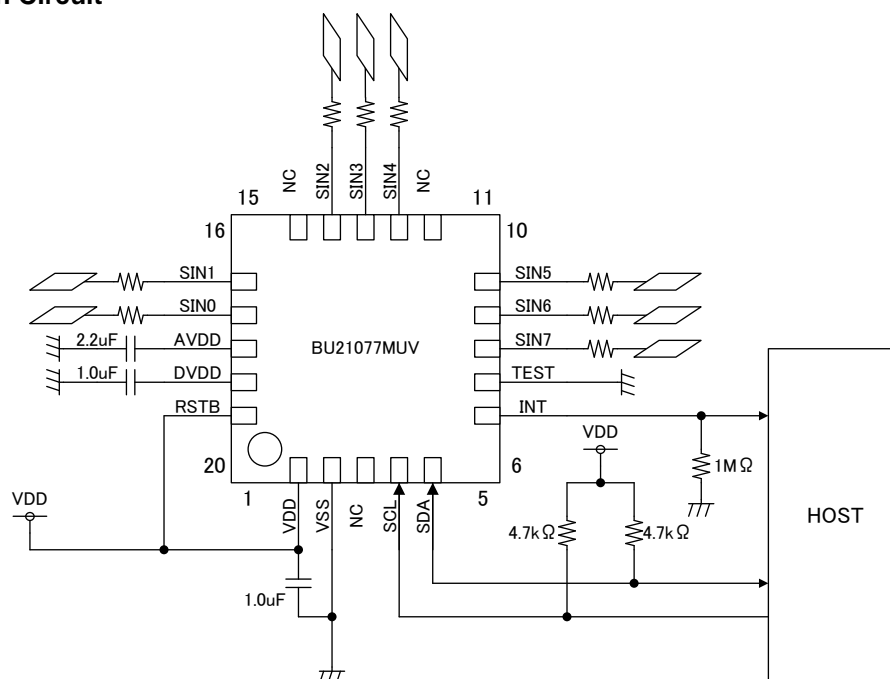 n Circuit
SIN2
SIN3
SIN4
NC
NC
15
11
16
10
SIN1
SIN5
SIN0
SIN6
2.2uF
AVDD
BU21077MUV
SIN7
1.0uF
DVDD
TEST
RSTB
INT
20
6
VDD
1MΩ
1
5
VDD
VDD
VSS
NC
SCL
SDA
4.7kΩ
4.7kΩ
HOST
1.0uF